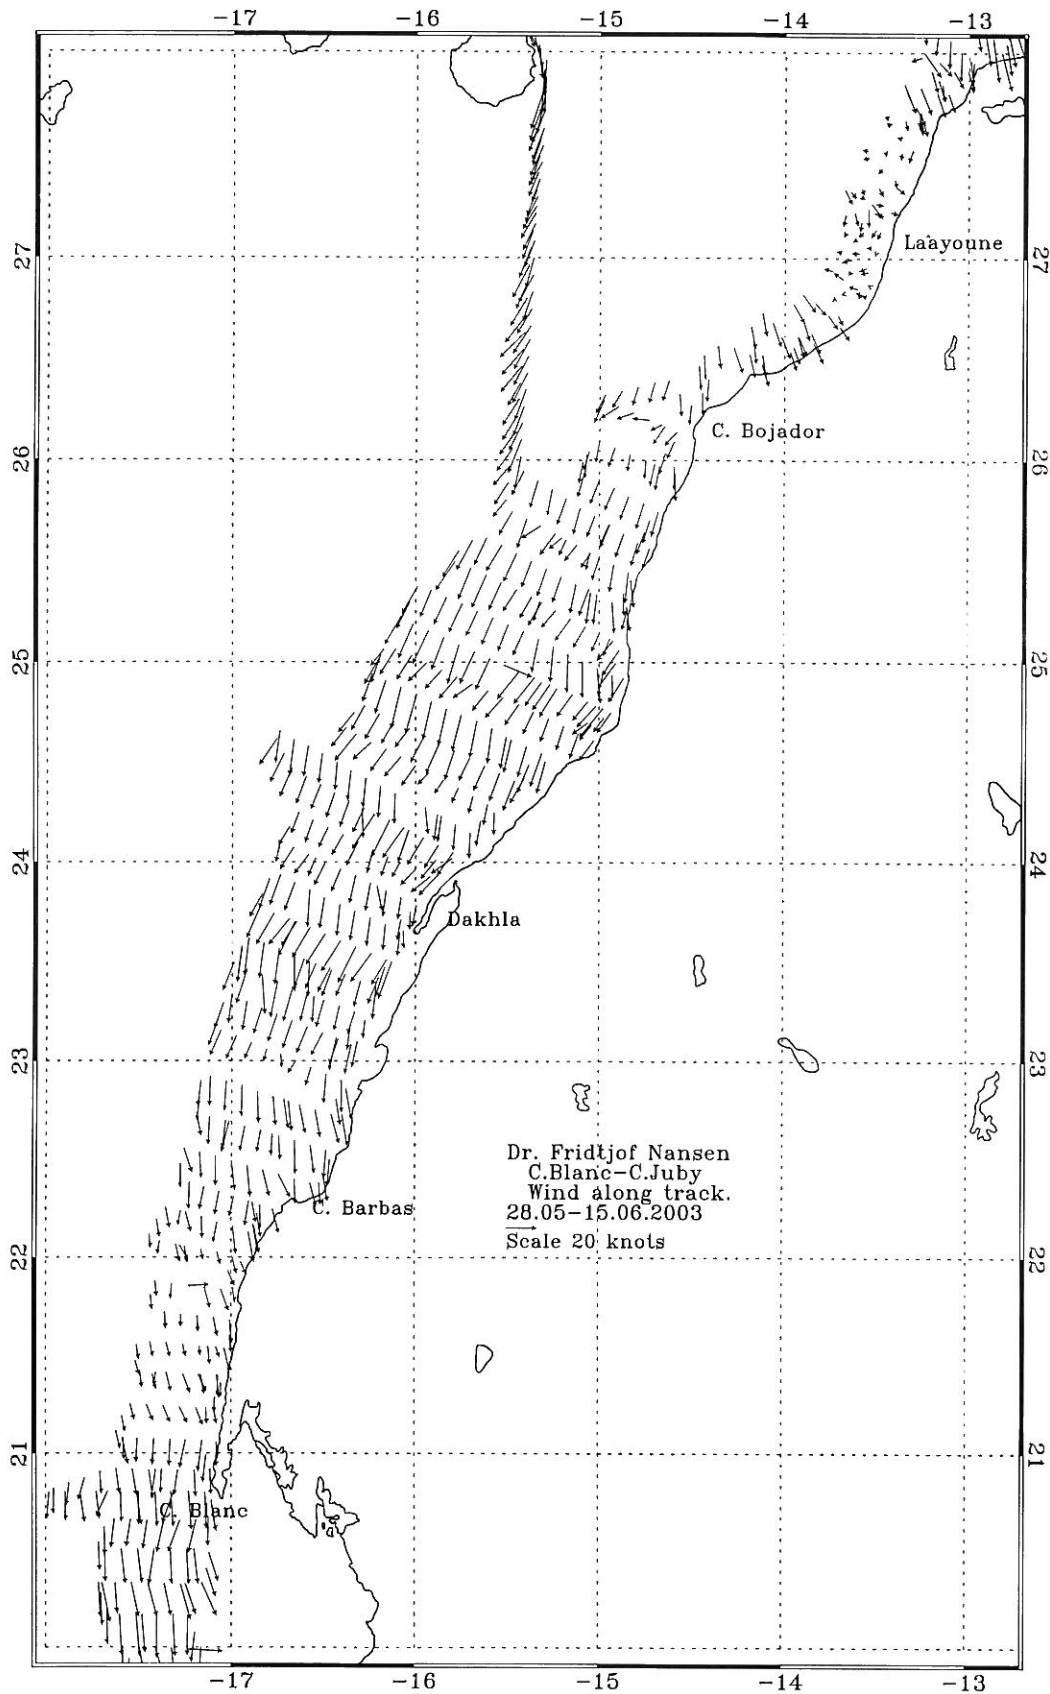 -17 -16 -15 -14 -13
27 27
Laayoune
C. Bojador
26 26
25 25
24 24
Dakhla
23 23
Dr. Fridtjof Nansen
C.Blanc-C.Juby
Wind along track.
C. Barbas 28.05-15.06.2003
Scale 20 knots
22 22
21 21
C. Blanc
-17 -16 -15 -14 -13